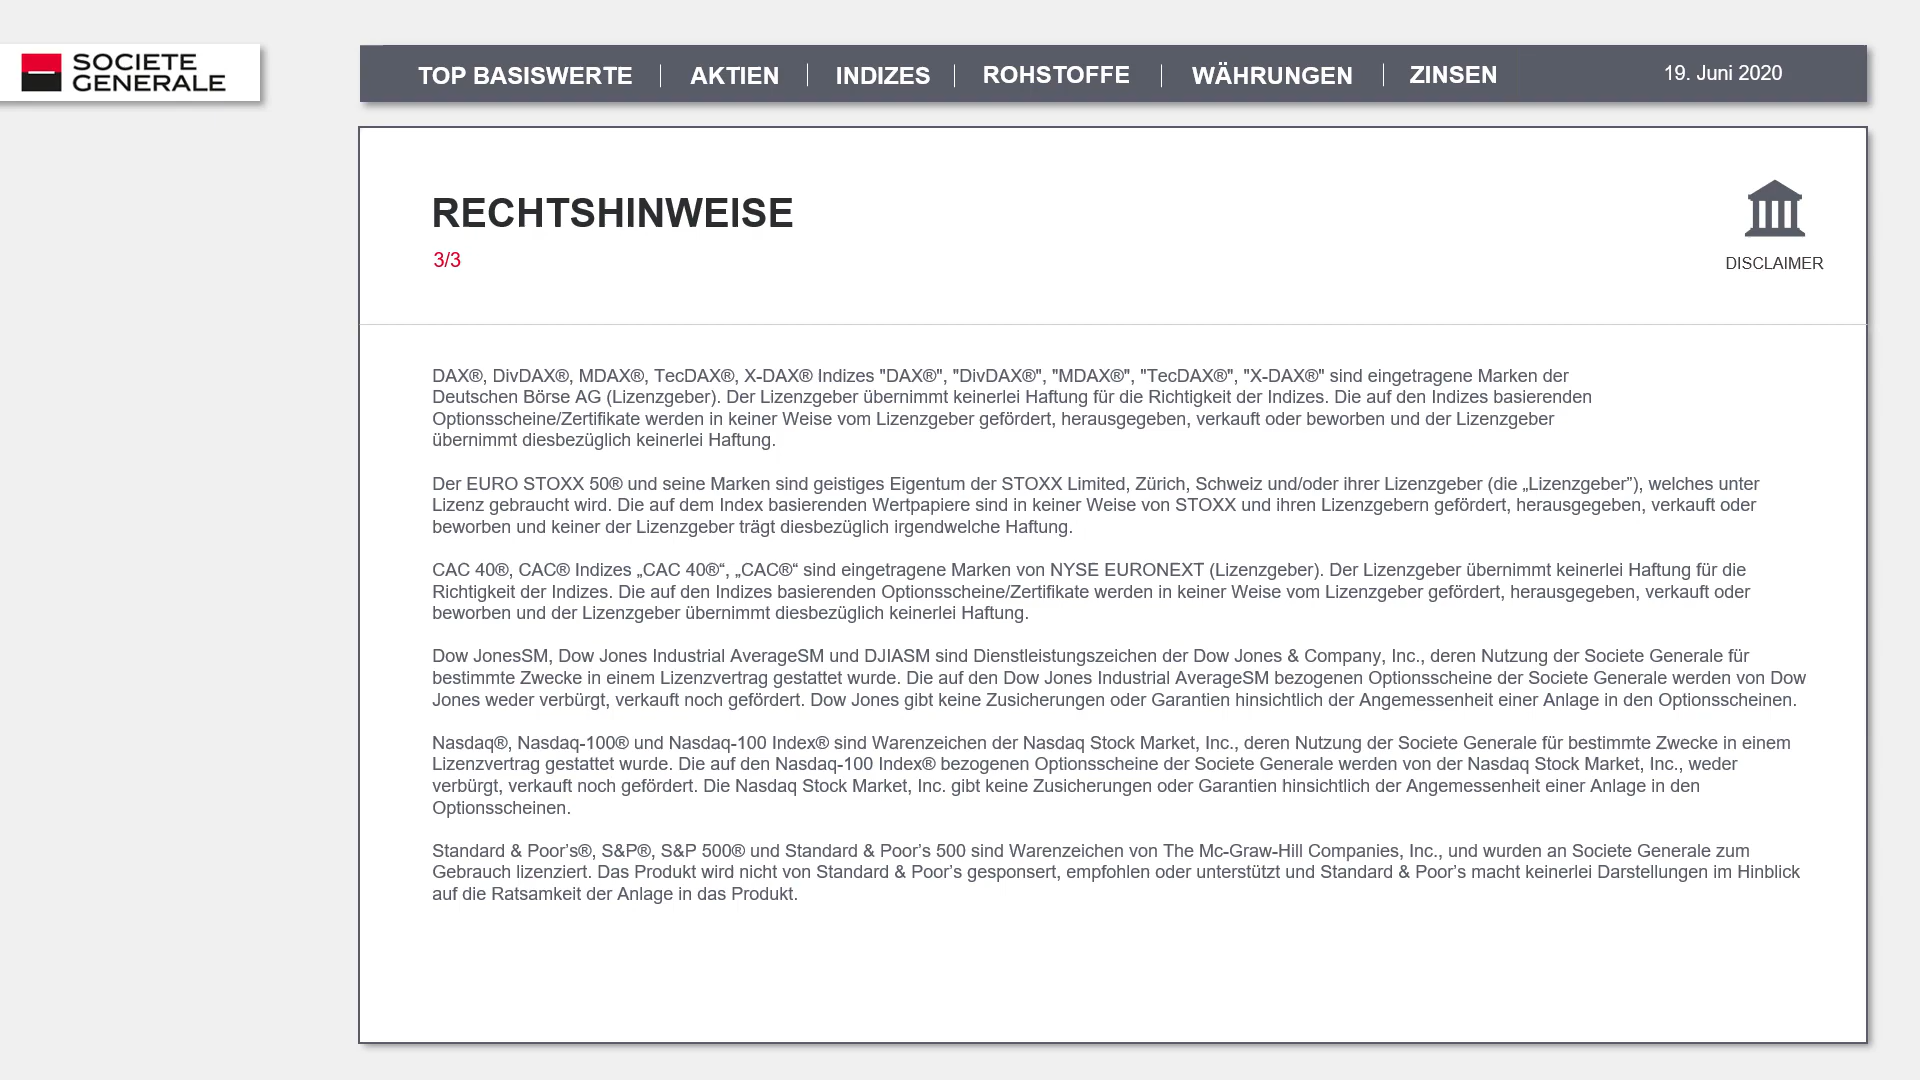 SOCIETE
GENERALE
TOP BASISWERTE
AKTIEN
INDIZES
ROHSTOFFE
WÄHRUNGEN
ZINSEN
19. Juni 2020
RECHTSHINWEISE
3/3
DISCLAIMER
DAX®, DivDAX®, MDAX®, TecDAX®, X-DAX® Indizes "DAX®", "DivDAX®", "MDAX®", "TecDAX®", "X-DAX®" sind eingetragene Marken der
Deutschen Börse AG (Lizenzgeber). Der Lizenzgeber übernimmt keinerlei Haftung für die Richtigkeit der Indizes. Die auf den Indizes basierenden
Optionsscheine/Zertifikate werden in keiner Weise vom Lizenzgeber gefördert, herausgegeben, verkauft oder beworben und der Lizenzgeber
übernimmt diesbezüglich keinerlei Haftung.
Der EURO STOXX 50® und seine Marken sind geistiges Eigentum der STOXX Limited, Zürich, Schweiz und/oder ihrer Lizenzgeber (die „Lizenzgeber”), welches unter
Lizenz gebraucht wird. Die auf dem Index basierenden Wertpapiere sind in keiner Weise von STOXX und ihren Lizenzgebern gefördert, herausgegeben, verkauft oder
beworben und keiner der Lizenzgeber trägt diesbezüglich irgendwelche Haftung.
CAC 40®, CAC® Indizes „CAC 40®“, „CAC®“ sind eingetragene Marken von NYSE EURONEXT (Lizenzgeber). Der Lizenzgeber übernimmt keinerlei Haftung für die
Richtigkeit der Indizes. Die auf den Indizes basierenden Optionsscheine/Zertifikate werden in keiner Weise vom Lizenzgeber gefördert, herausgegeben, verkauft oder
beworben und der Lizenzgeber übernimmt diesbezüglich keinerlei Haftung.
Dow JonesSM, Dow Jones Industrial AverageSM und DJIASM sind Dienstleistungszeichen der Dow Jones & Company, Inc., deren Nutzung der Societe Generale für
bestimmte Zwecke in einem Lizenzvertrag gestattet wurde. Die auf den Dow Jones Industrial AverageSM bezogenen Optionsscheine der Societe Generale werden von Dow
Jones weder verbürgt, verkauft noch gefördert. Dow Jones gibt keine Zusicherungen oder Garantien hinsichtlich der Angemessenheit einer Anlage in den Optionsscheinen.
Nasdaq®, Nasdaq-100® und Nasdaq-100 Index® sind Warenzeichen der Nasdaq Stock Market, Inc., deren Nutzung der Societe Generale für bestimmte Zwecke in einem
Lizenzvertrag gestattet wurde. Die auf den Nasdaq-100 Index® bezogenen Optionsscheine der Societe Generale werden von der Nasdaq Stock Market, Inc., weder
verbürgt, verkauft noch gefördert. Die Nasdaq Stock Market, Inc. gibt keine Zusicherungen oder Garantien hinsichtlich der Angemessenheit einer Anlage in den
Optionsscheinen.
Standard & Poor’s®, S&P®, S&P 500® und Standard & Poor’s 500 sind Warenzeichen von The Mc-Graw-Hill Companies, Inc., und wurden an Societe Generale zum
Gebrauch lizenziert. Das Produkt wird nicht von Standard & Poor’s gesponsert, empfohlen oder unterstützt und Standard & Poor’s macht keinerlei Darstellungen im Hinblick
auf die Ratsamkeit der Anlage in das Produkt.